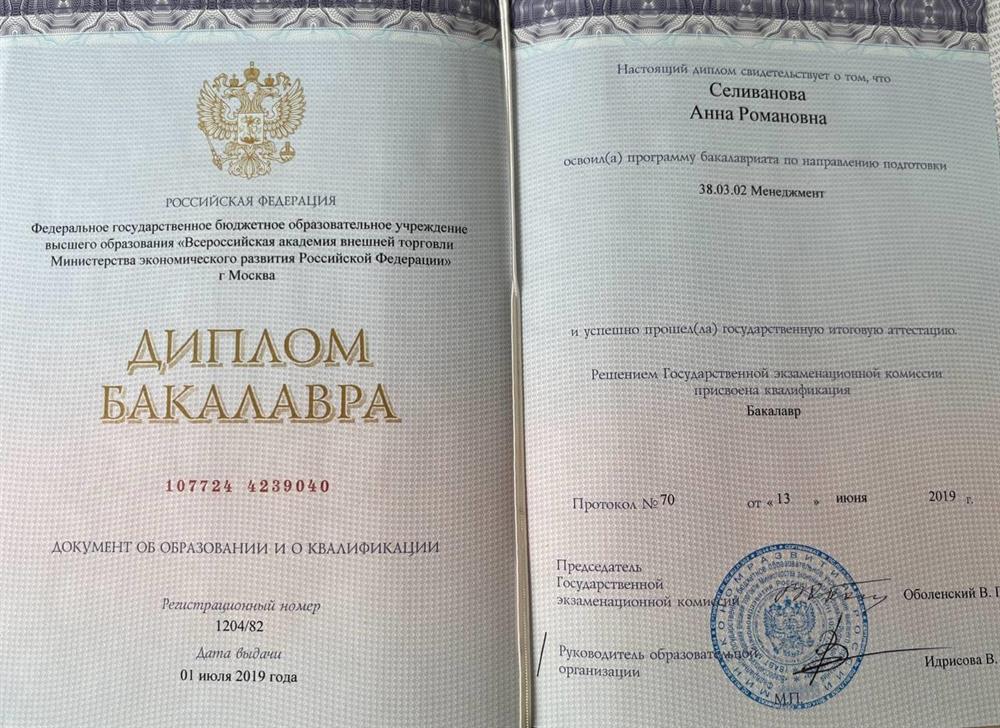 РОССИЙСКАЯ ФЕДЕРАЦИЯ
Федеральное государственное бюджетное образовательное учреждение
высшего образования «Всероссийская академия внешней торговли
Министерства экономического развития Российской Федерации»
г Москва
ДИПЛОМ
БАКАЛАВРА
107724 4239040
ДОКУМЕНТ ОБ ОБРАЗОВАНИИ И О КВАЛИФИКАЦИИ
Регистрационный номер
1204/82
Дата выдачи
01 июля 2019 года
Настоящий диплом свидетельствует о том, что
Селиванова
Анна Романовна
освоил(а) программу бакалавриата по направлению подготовки
38.03.02 Менеджмент
и успешно прошел(ла) государственную итоговую аттестацию.
Решением Государственной экзаменационной комиссии
присвоена квалификация
Бакалавр
Протокол № 70 от « 13 » июня 2019 г.
Председатель
Государственной
экзаменационной комиссии Оболенский В.
Руководитель образовательной
организации Идрисова В.
М.П.